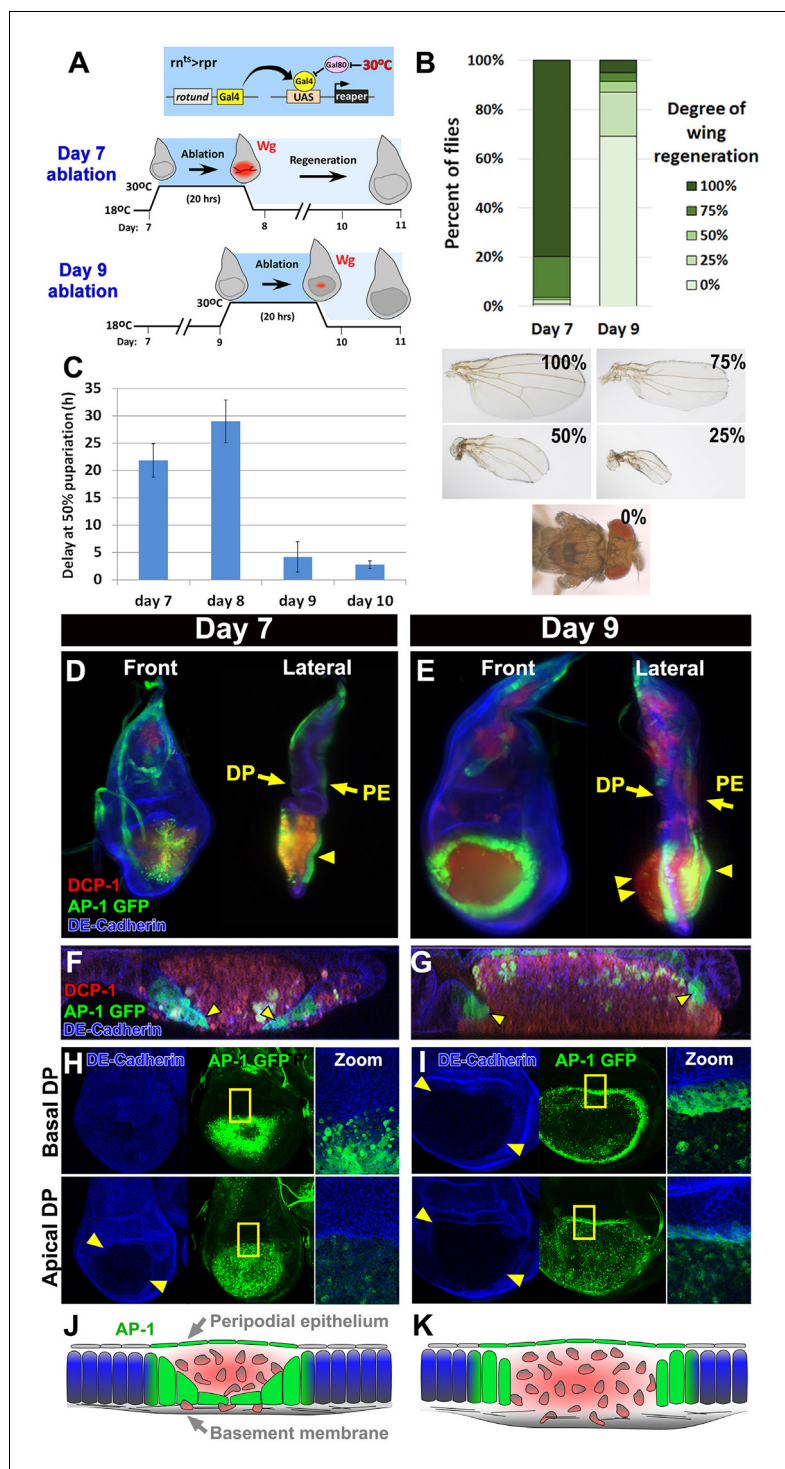 A
rnᵗˢ>rpr
Gal80
30ºC
Gal4
rotund
Gal4
UAS
reaper
Day 7
ablation
Ablation
Wg
Regeneration
30ºC
(20 hrs)
18ºC
Day: 7
8
10
11
Day 9
ablation
Ablation
Wg
30ºC
(20 hrs)
18ºC
Day: 7
9
10
11
B
Percent of flies
100%
80%
60%
40%
20%
0%
Day 7
Day 9
Degree of
wing
regeneration
100%
75%
50%
25%
0%
100%
75%
50%
25%
0%
C
Delay at 50% pupariation (h)
35
30
25
20
15
10
5
0
day 7
day 8
day 9
day 10
Day 7
Day 9
D
Front
Lateral
DP
PE
DCP-1
AP-1 GFP
DE-Cadherin
E
Front
Lateral
DP
PE
F
DCP-1
AP-1 GFP
DE-Cadherin
G
Basal DP
Apical DP
H
DE-Cadherin
AP-1 GFP
Zoom
I
DE-Cadherin
AP-1 GFP
Zoom
J
AP-1
Peripodial epithelium
Basement membrane
K